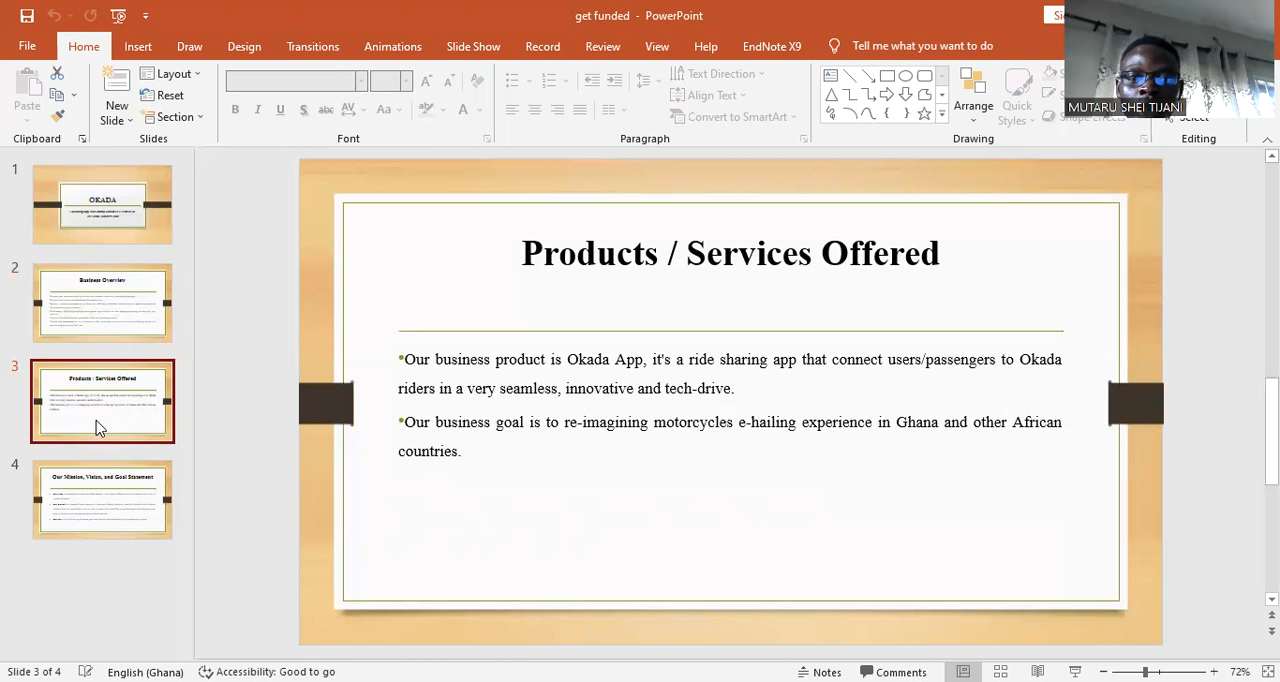 get funded - PowerPoint
Si
File Home Insert Draw Design Transitions Animations Slide Show Record Review View Help EndNote X9 Tell me what you want to do
MUTARU SHEI TIJANI
Paste
New
Slide
Layout
Reset
Section
Text Direction
Align Text
Convert to SmartArt
Arrange
Quick
Styles
Shape Effects
Select
Clipboard Slides Font Paragraph Drawing Editing
1
OKADA
2
Business Overview
3
Products / Services Offered
4
Our Mission, Vision, and Goal Statement
Products / Services Offered
•Our business product is Okada App, it's a ride sharing app that connect users/passengers to Okada
riders in a very seamless, innovative and tech-drive.
•Our business goal is to re-imagining motorcycles e-hailing experience in Ghana and other African
countries.
Slide 3 of 4 English (Ghana) Accessibility: Good to go Notes Comments 72%